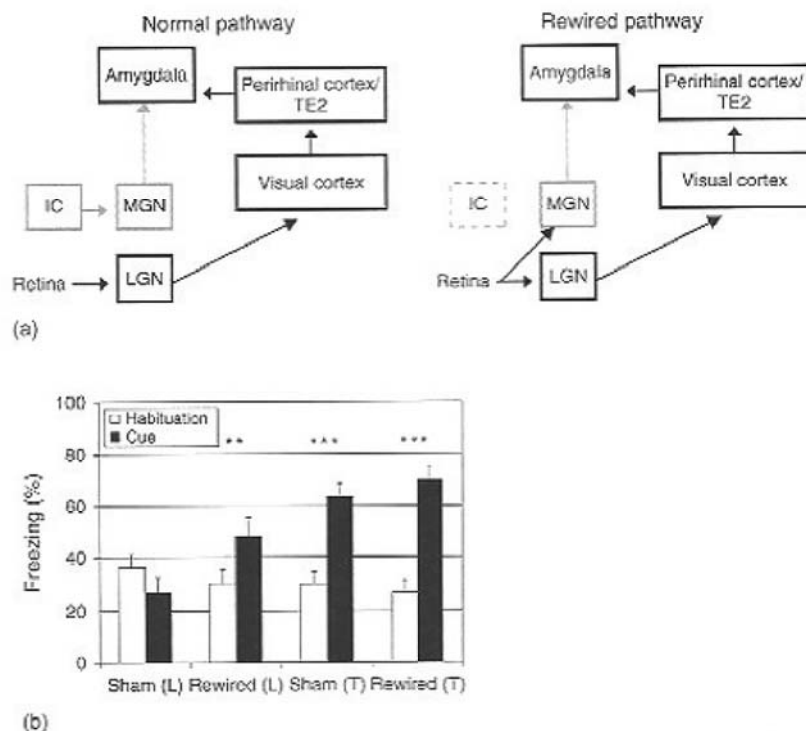 Normal pathway
Rewired pathway
Amygdala
Perirhinal cortex/
TE2
Visual cortex
IC
MGN
Retina
LGN
Amygdala
Perirhinal cortex/
TE2
Visual cortex
IC
MGN
Retina
LGN
(a)
100
80
60
40
20
0
Freezing (%)
Habituation
Cue
** *** ***
Sham (L) Rewired (L) Sham (T) Rewired (T)
(b)